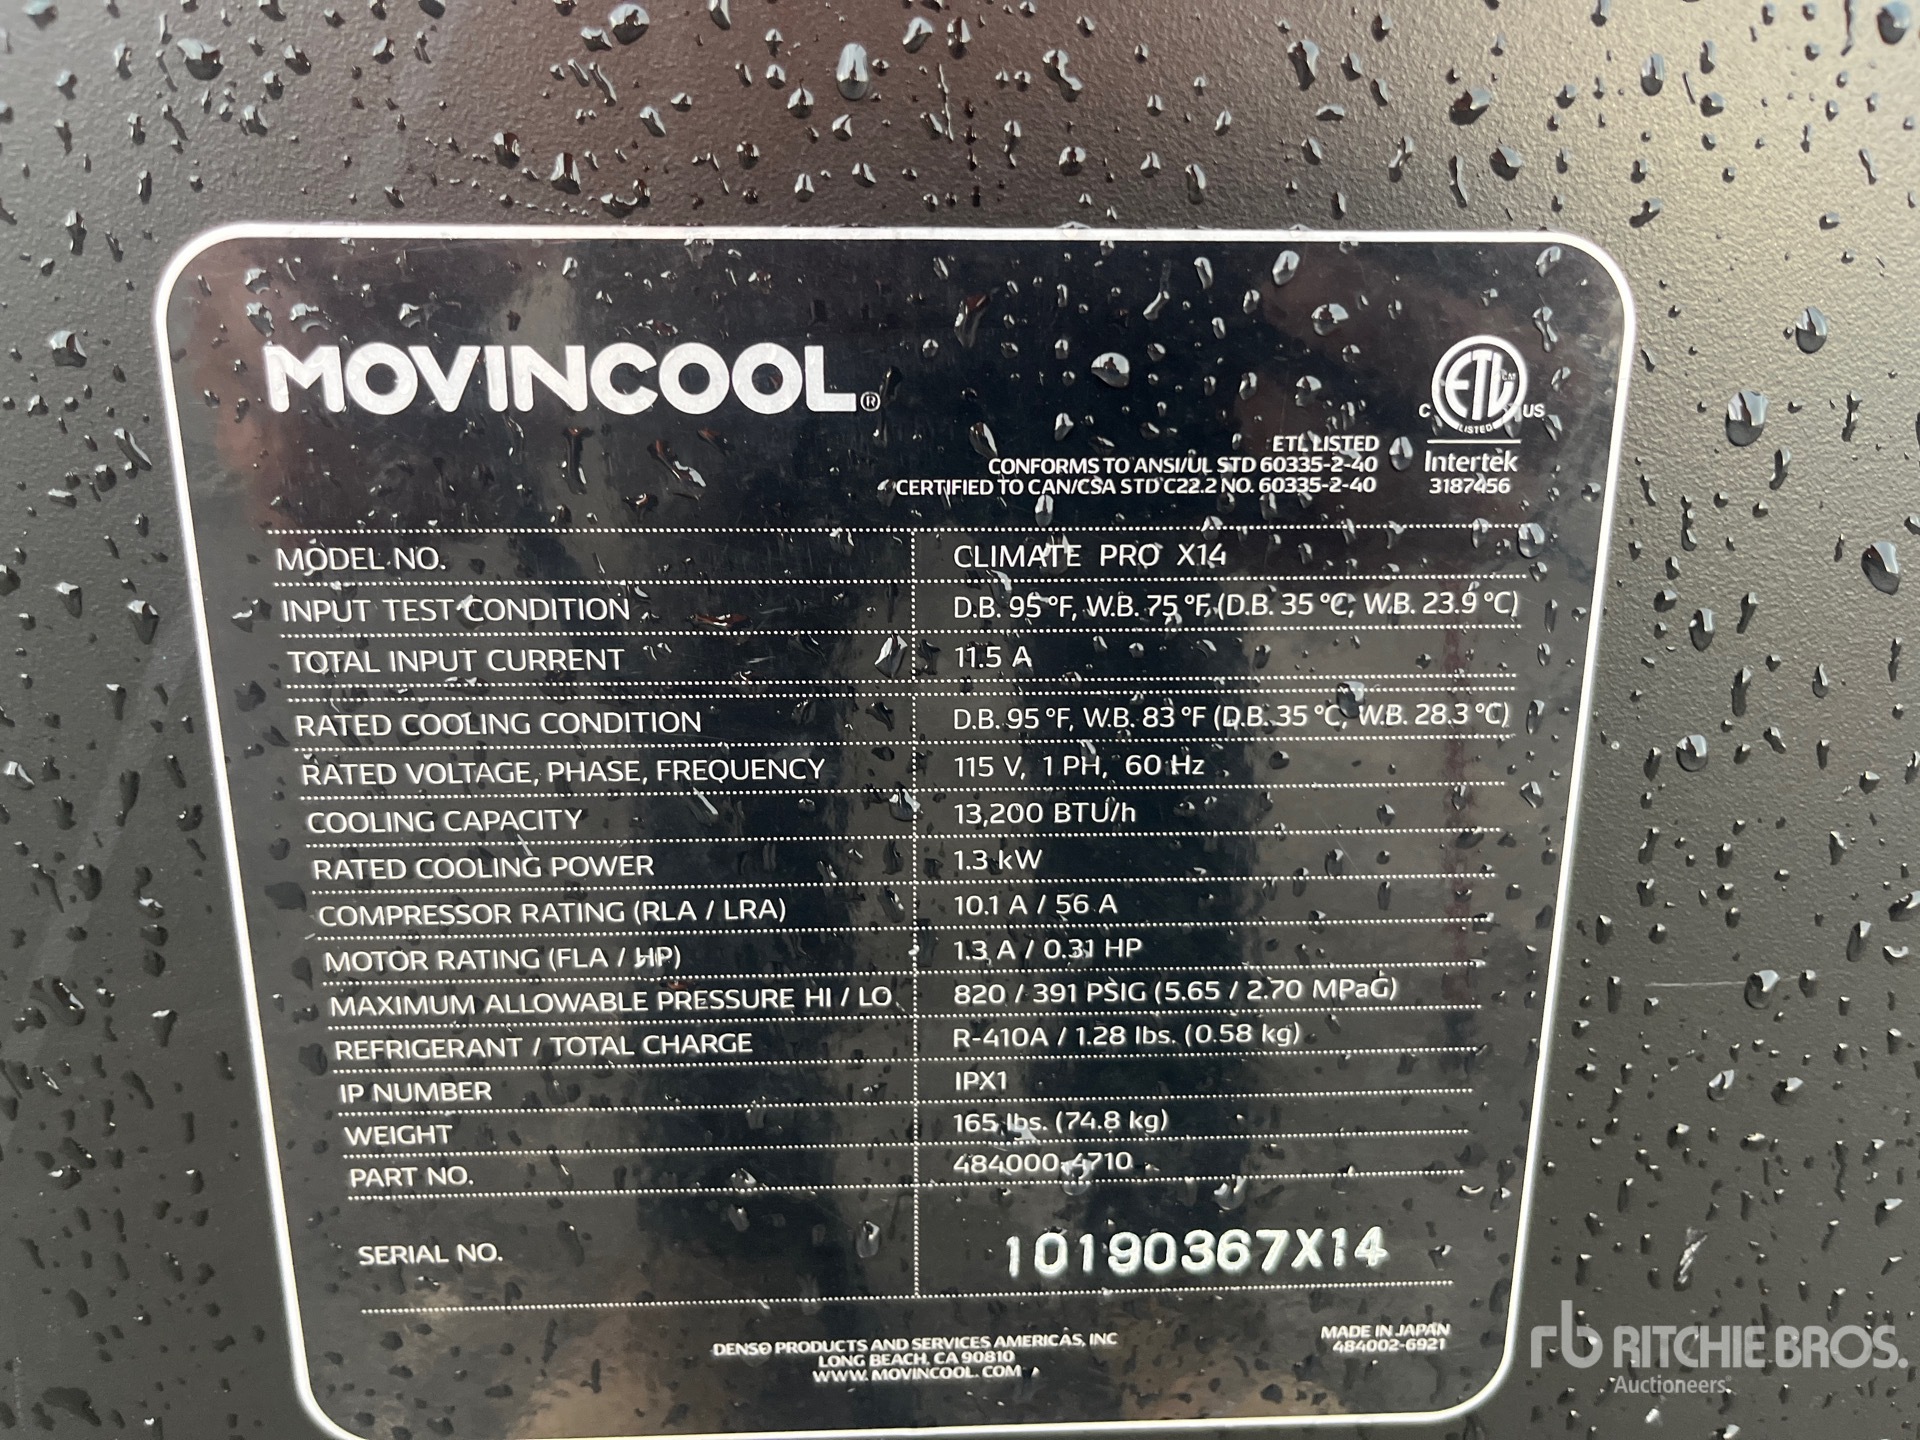 MOVINCOOL®
C ETL CM US
LISTED
ETL LISTED
CONFORMS TO ANSI/UL STD 60335-2-40
CERTIFIED TO CAN/CSA STD C22.2 NO. 60335-2-40
Intertek
3187456
MODEL NO. CLIMATE PRO X14
INPUT TEST CONDITION D.B. 95 °F, W.B. 75 °F, (D.B. 35 °C, W.B. 23.9 °C)
TOTAL INPUT CURRENT 11.5 A
RATED COOLING CONDITION D.B. 95 °F, W.B. 83 °F (D.B. 35 °C, W.B. 28.3 °C)
RATED VOLTAGE, PHASE, FREQUENCY 115 V, 1 PH, 60 Hz
COOLING CAPACITY 13,200 BTU/h
RATED COOLING POWER 1.3 kW
COMPRESSOR RATING (RLA / LRA) 10.1 A / 56 A
MOTOR RATING (FLA / HP) 1.3 A / 0.31 HP
MAXIMUM ALLOWABLE PRESSURE HI / LO 820 / 391 PSIG (5.65 / 2.70 MPaG)
REFRIGERANT / TOTAL CHARGE R-410A / 1.28 lbs. (0.58 kg)
IP NUMBER IPX1
WEIGHT 165 lbs. (74.8 kg)
PART NO. 484000-4710
SERIAL NO. 10190367X14
DENSO PRODUCTS AND SERVICES AMERICAS, INC
LONG BEACH, CA 90810
WWW. MOVINCOOL. COM
MADE IN JAPAN
484002-6921
rb RITCHIE BROS.
Auctioneers